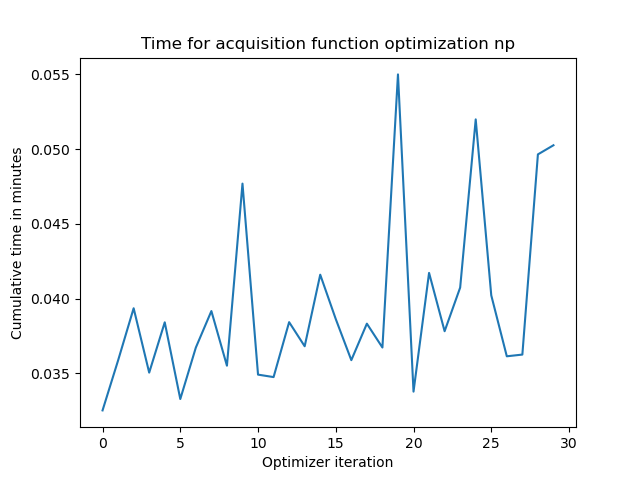 Time for acquisition function optimization np
0.055
0.050
0.045
0.040
0.035
Cumulative time in minutes
0 5 10 15 20 25 30
Optimizer iteration